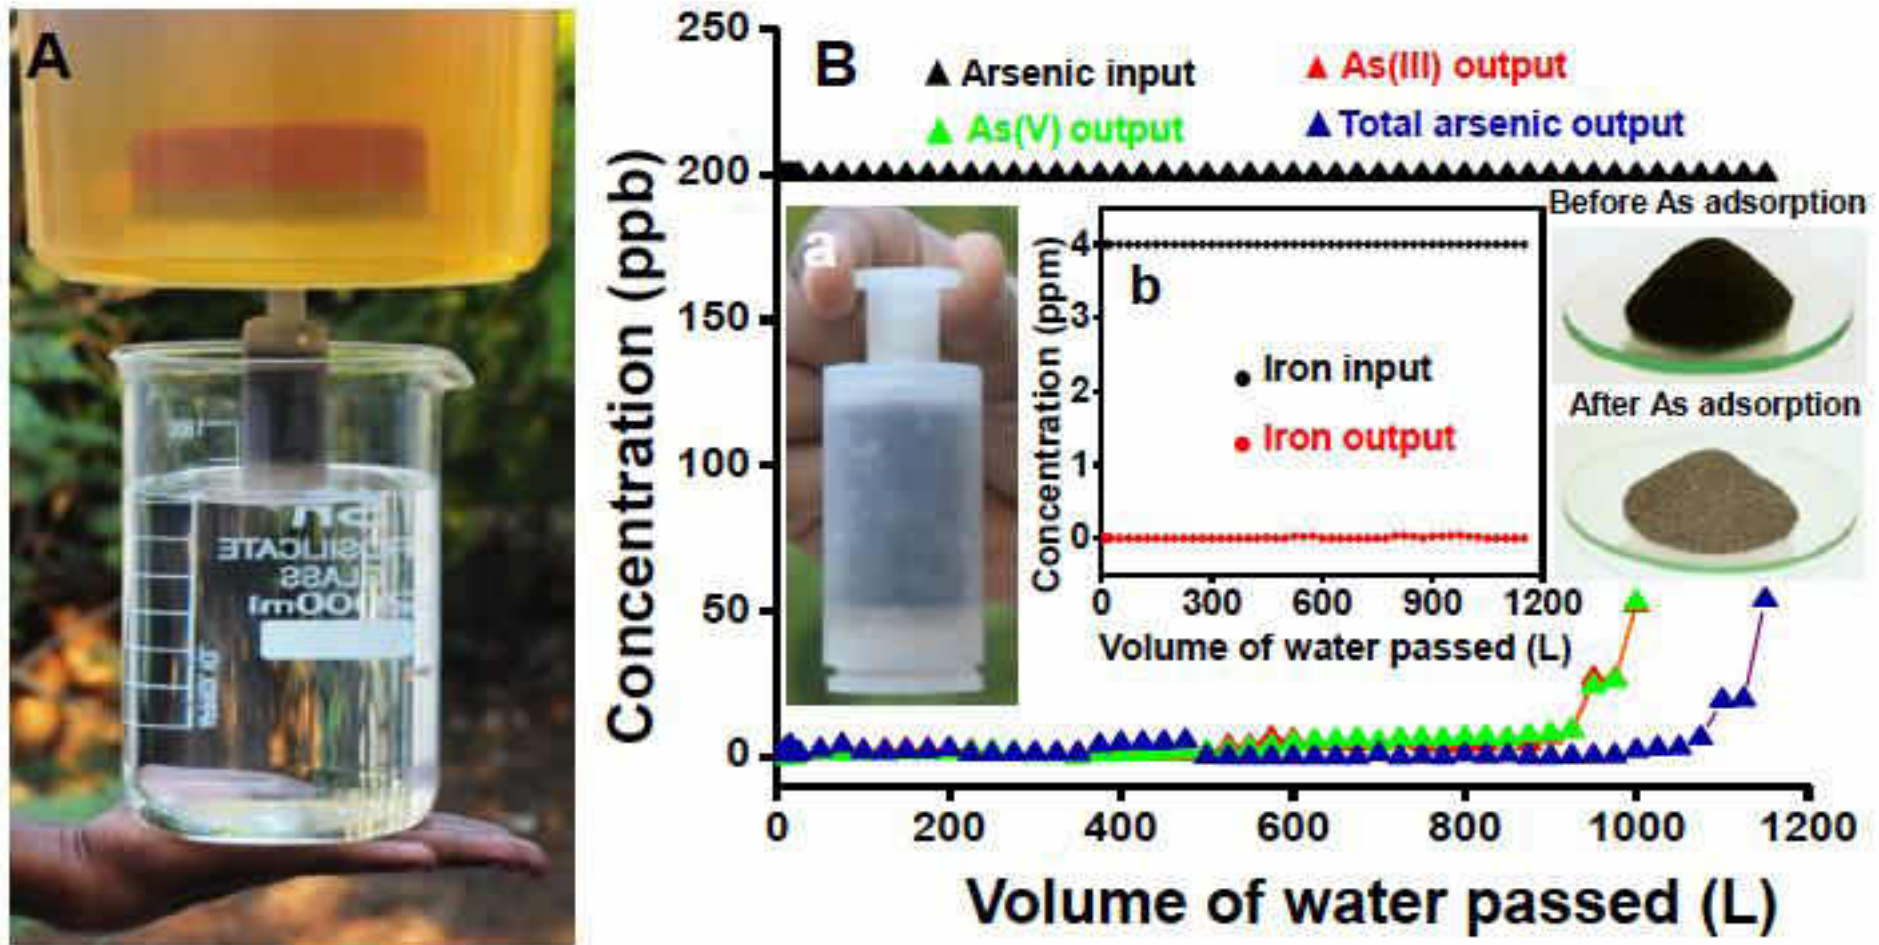 A
B
Arsenic input
As(III) output
As(V) output
Total arsenic output
Concentration (ppb)
250
200
150
100
50
0
0
200
400
600
800
1000
1200
Volume of water passed (L)
a
b
Concentration (ppm)
4
3
2
1
0
Iron input
Iron output
0
300
600
900
1200
Volume of water passed (L)
Before As adsorption
After As adsorption